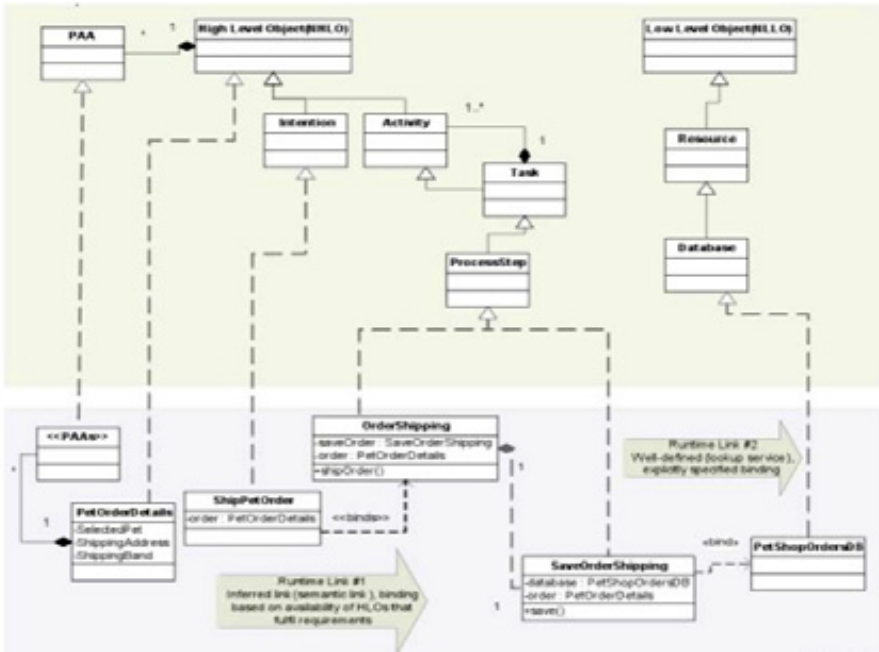 PAA
*
1
High Level Object(NHLO)
Low Level Object(NLLO)
Intention
Activity
1..*
1
Task
Resource
ProcessStep
Database
<<PAAs>>
*
1
PetOrderDetails
-SelectedPet
-ShippingAddress
-ShippingBand
ShipPetOrder
-order : PetOrderDetails
<<binds>>
OrderShipping
-saveOrder : SaveOrderShipping
-order : PetOrderDetails
+shipOrder()
1
1
Runtime Link #2
Well-defined (lookup service),
explicitly specified binding
Runtime Link #1
Inferred link (semantic link), binding
based on availability of HLOs that
fulfil requirements
SaveOrderShipping
-database : PetShopOrdersDB
-order : PetOrderDetails
+save()
<bind>
PetShopOrdersDB